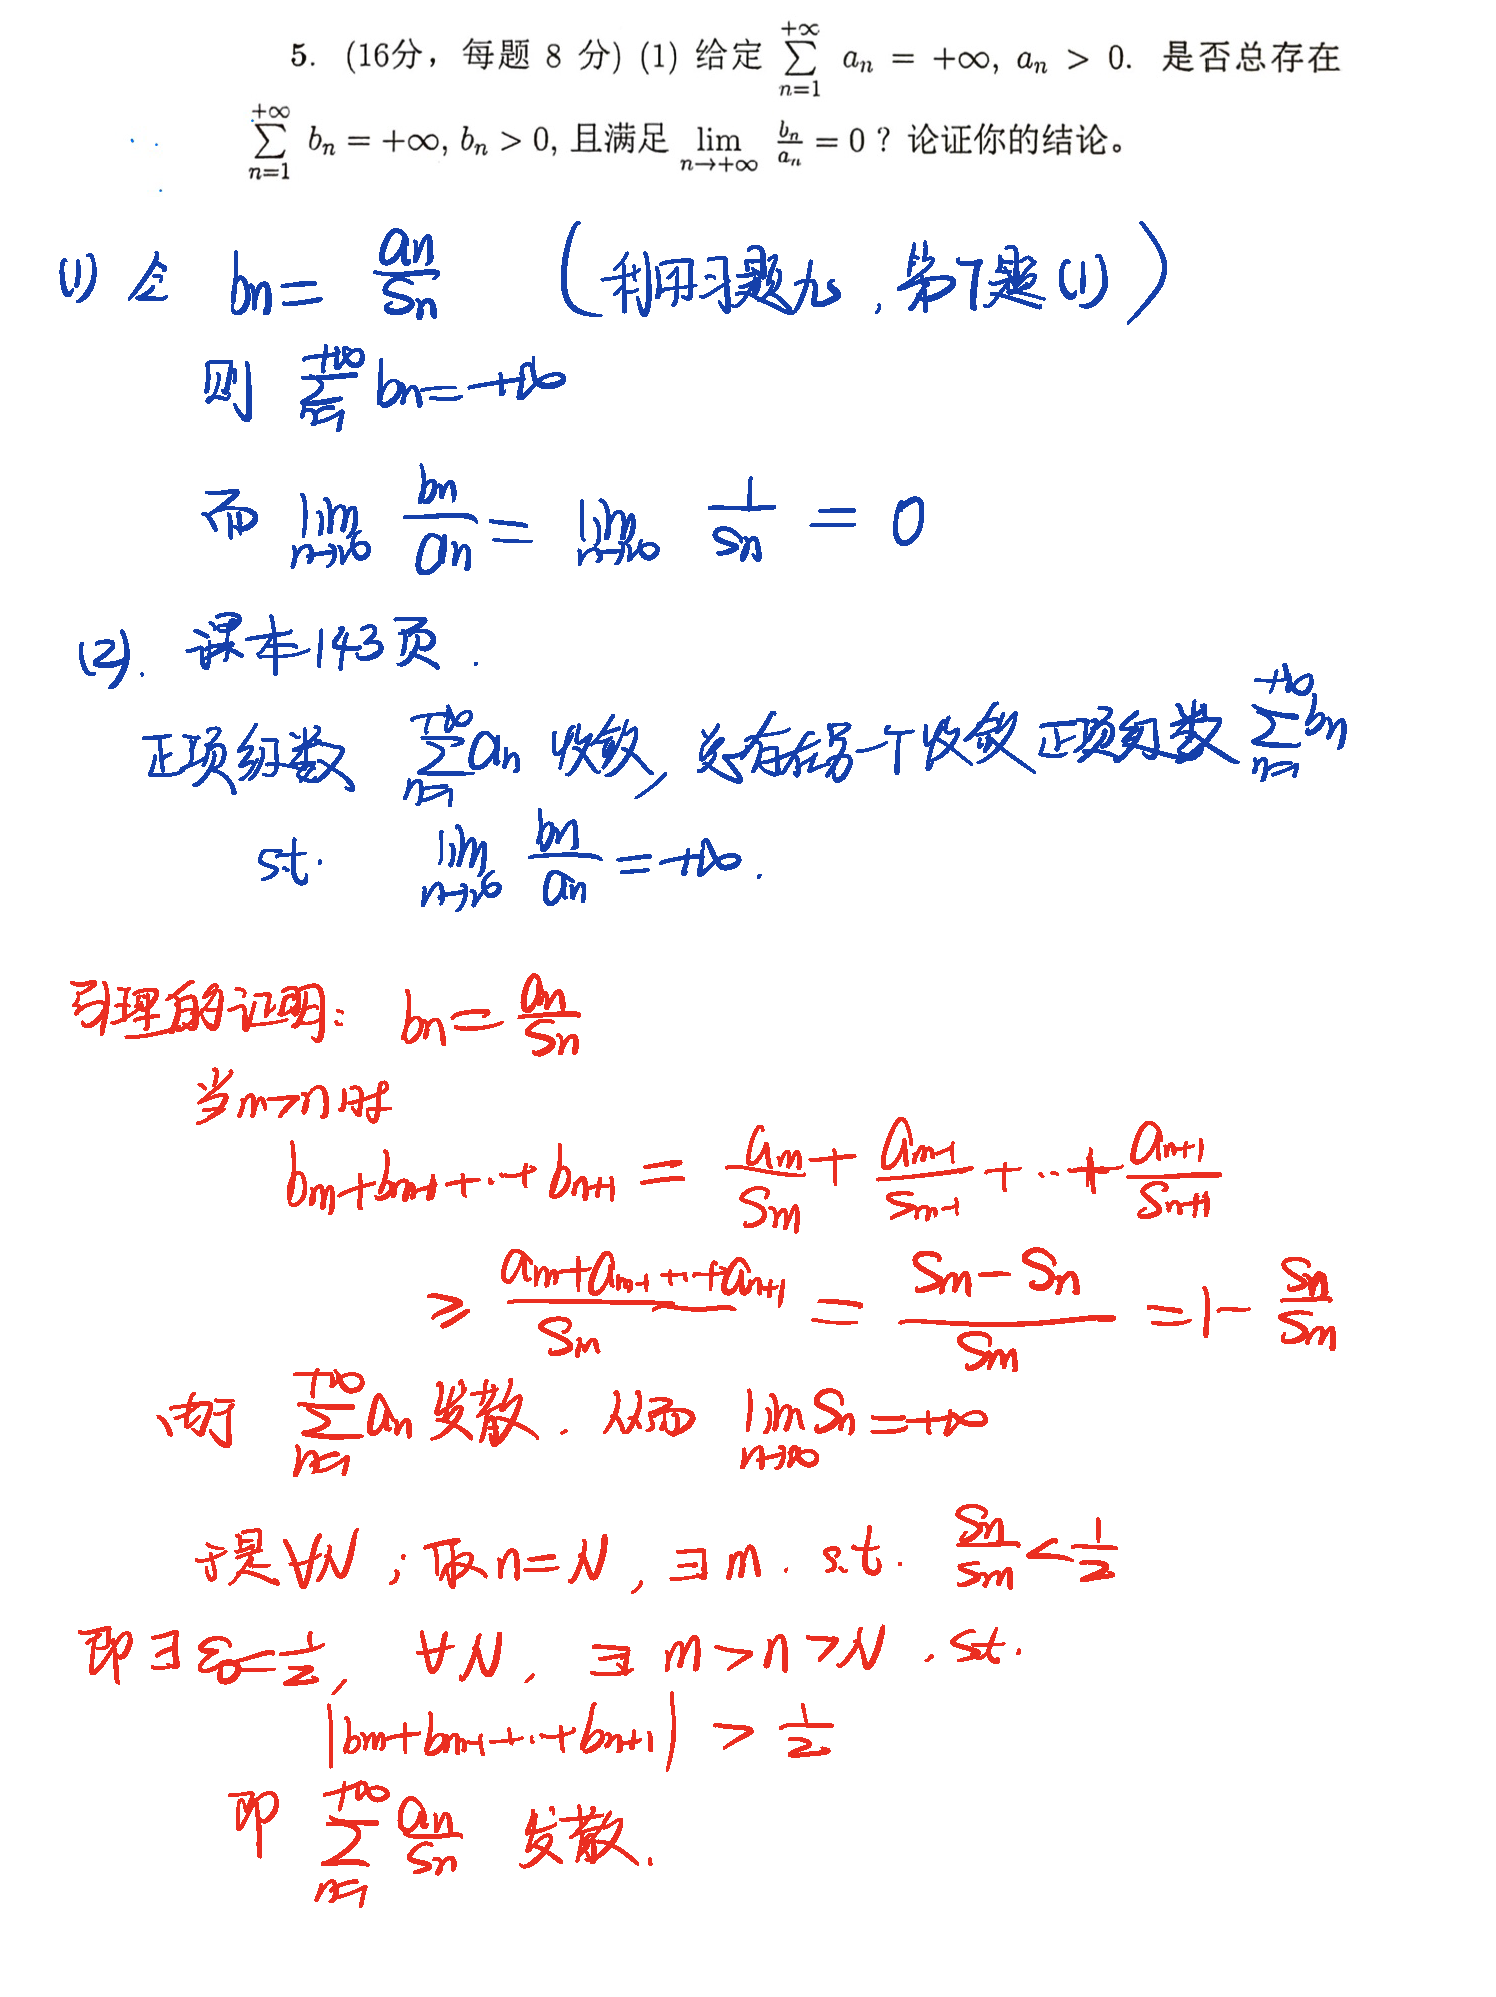 5. (16分，每题 8 分) (1) 给定 $\sum_{n=1}^{+\infty} a_n = +\infty, a_n > 0.$ 是否总存在
$\sum_{n=1}^{+\infty} b_n = +\infty, b_n > 0$, 且满足 $\lim_{n\to+\infty} \frac{b_n}{a_n} = 0$ ? 论证你的结论。
(1) 令 $b_n = \frac{a_n}{S_n}$ (利用习题九, 第7题(1))
则 $\sum_{n=1}^{+\infty} b_n = +\infty$
而 $\lim_{n\to+\infty} \frac{b_n}{a_n} = \lim_{n\to+\infty} \frac{1}{S_n} = 0$
(2). 课本143页.
正项级数 $\sum_{n=1}^{+\infty} a_n$ 收敛, 总存在另一个收敛正项级数 $\sum_{n=1}^{+\infty} b_n$
s.t. $\lim_{n\to+\infty} \frac{b_n}{a_n} = +\infty.$
引理的证明: $b_n = \frac{a_n}{S_n}$
当 m>n 时
$b_m + b_{m-1} + \cdots + b_{n+1} = \frac{a_m}{S_m} + \frac{a_{m-1}}{S_{m-1}} + \cdots + \frac{a_{n+1}}{S_{n+1}}$
$\geqslant \frac{a_m + a_{m-1} + \cdots + a_{n+1}}{S_m} = \frac{S_m - S_n}{S_m} = 1 - \frac{S_n}{S_m}$
由于 $\sum_{n=1}^{+\infty} a_n$ 发散. 从而 $\lim_{n\to\infty} S_n = +\infty$
于是 ∀N ; 取 n=N, ∃ m. s.t. $\frac{S_n}{S_m} < \frac{1}{2}$
即 ∃ $\varepsilon_0 = \frac{1}{2}$, ∀N, ∃ m>n>N. s.t.
$|b_m + b_{m-1} + \cdots + b_{n+1}| > \frac{1}{2}$
即 $\sum_{n=1}^{+\infty} \frac{a_n}{S_n}$ 发散.